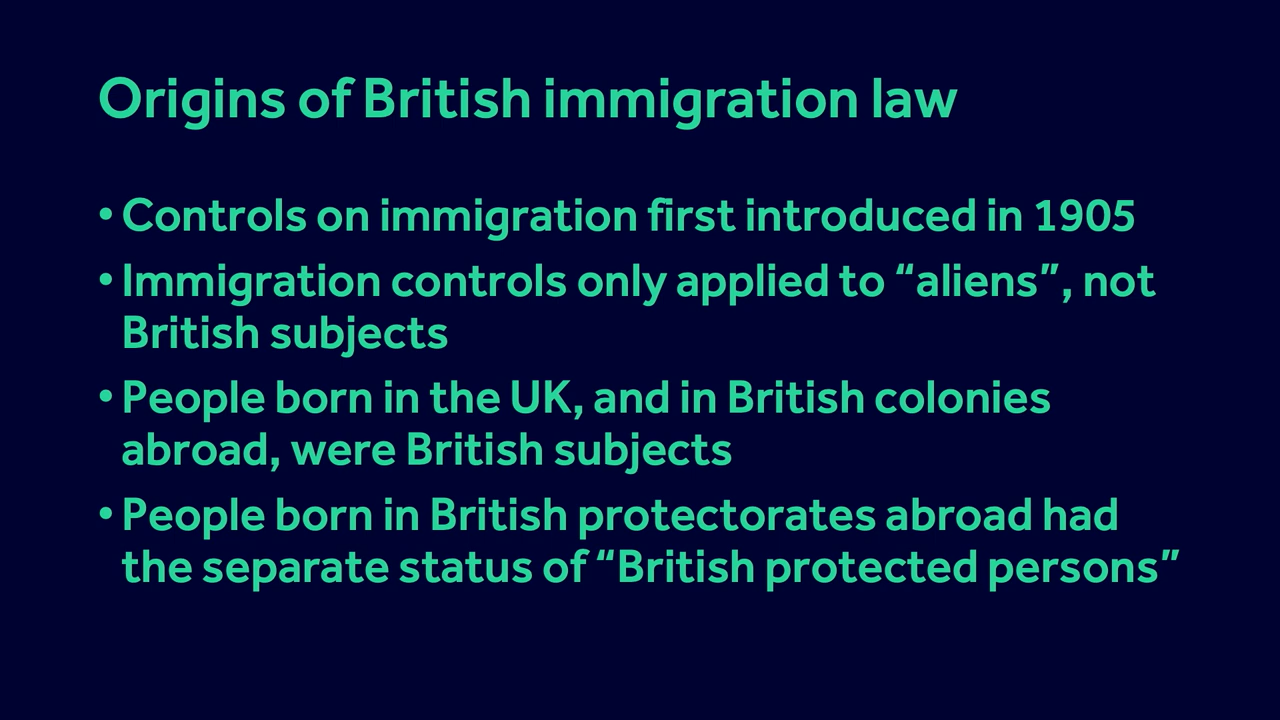 Origins of British immigration law
• Controls on immigration first introduced in 1905
• Immigration controls only applied to “aliens”, not
British subjects
• People born in the UK, and in British colonies
abroad, were British subjects
• People born in British protectorates abroad had
the separate status of “British protected persons”